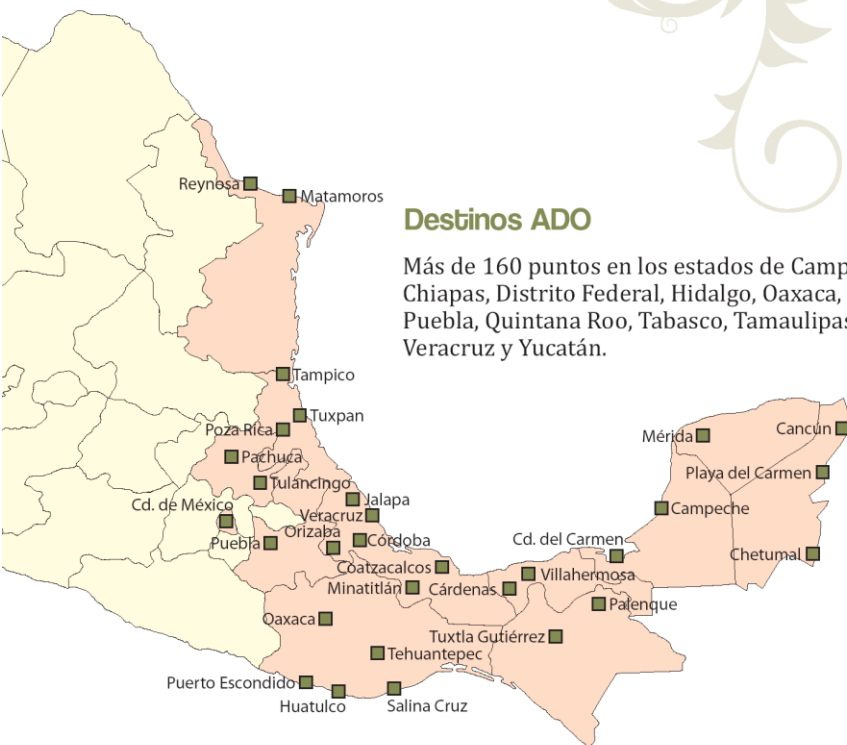 Reynosa
Matamoros
Destinos ADO
Más de 160 puntos en los estados de Camp
Chiapas, Distrito Federal, Hidalgo, Oaxaca,
Puebla, Quintana Roo, Tabasco, Tamaulipas
Veracruz y Yucatán.
Tampico
Tuxpan
Poza Rica
Pachuca
Tulancingo
Cd. de México
Jalapa
Veracruz
Orizaba
Córdoba
Puebla
Coatzacalcos
Minatitlán
Cárdenas
Cd. del Carmen
Villahermosa
Mérida
Cancún
Playa del Carmen
Campeche
Chetumal
Palenque
Oaxaca
Tuxtla Gutiérrez
Tehuantepec
Puerto Escondido
Huatulco
Salina Cruz